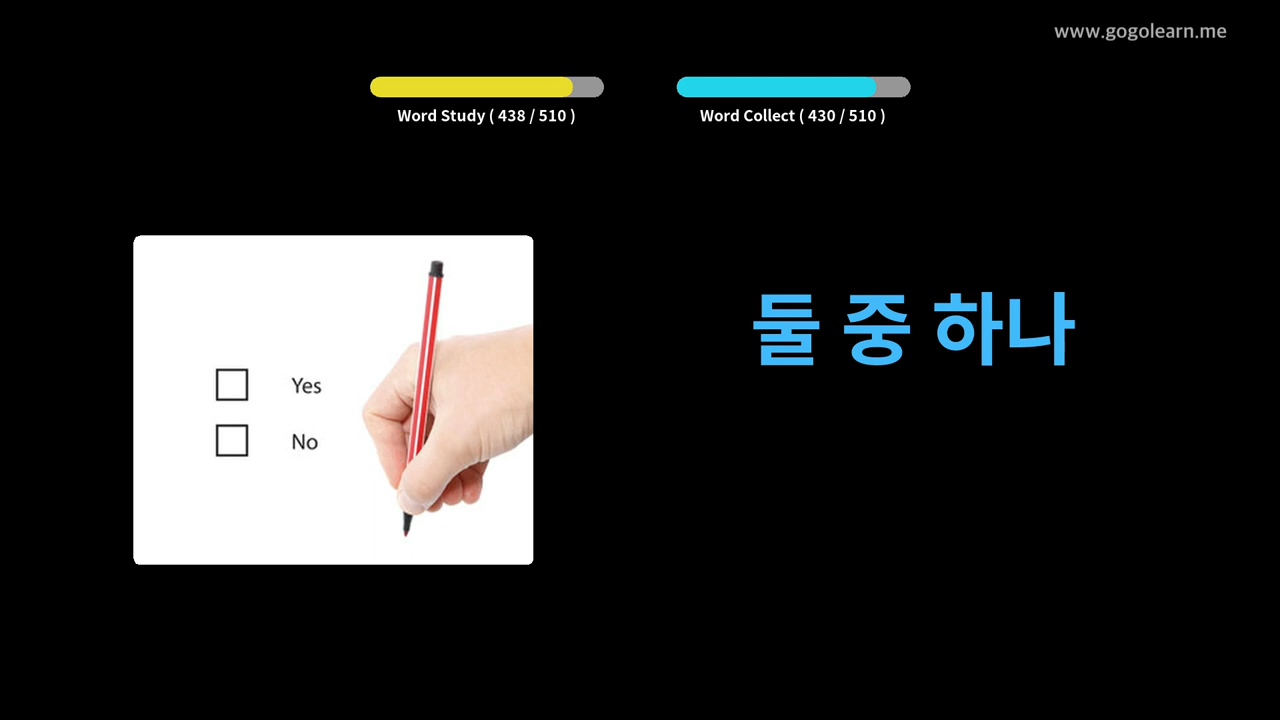 www.gogolearn.me
Word Study ( 438 / 510 )
Word Collect ( 430 / 510 )
둘 중 하나
Yes
No